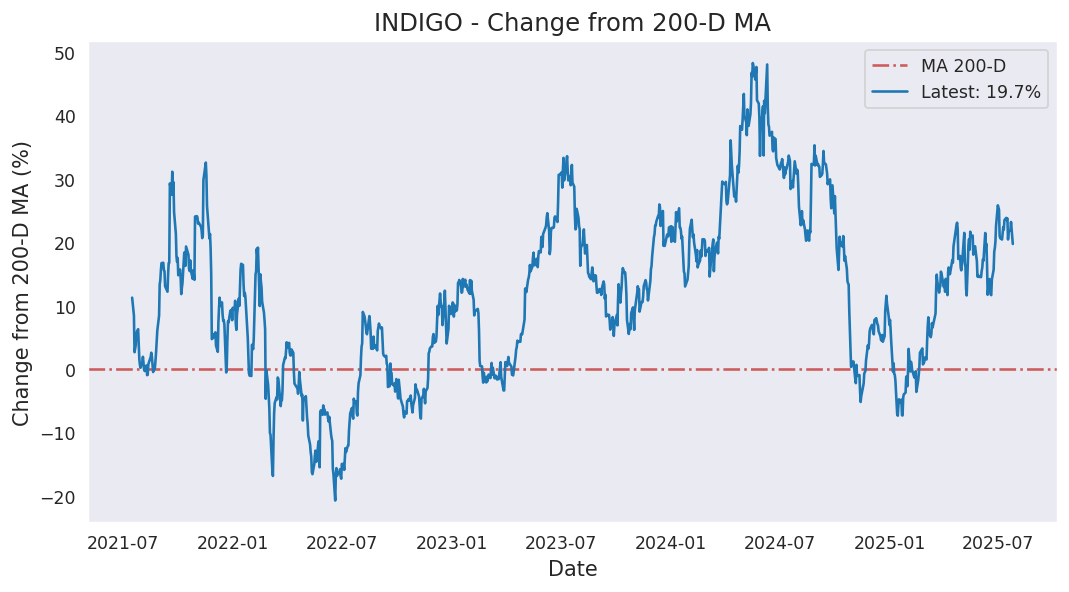 INDIGO - Change from 200-D MA
MA 200-D
Latest: 19.7%
Change from 200-D MA (%)
50
40
30
20
10
0
−10
−20
2021-07 2022-01 2022-07 2023-01 2023-07 2024-01 2024-07 2025-01 2025-07
Date